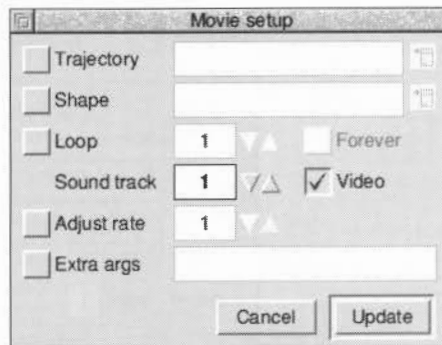 Movie setup
Trajectory
Shape
Loop 1 Forever
Sound track 1 Video
Adjust rate 1
Extra args
Cancel Update